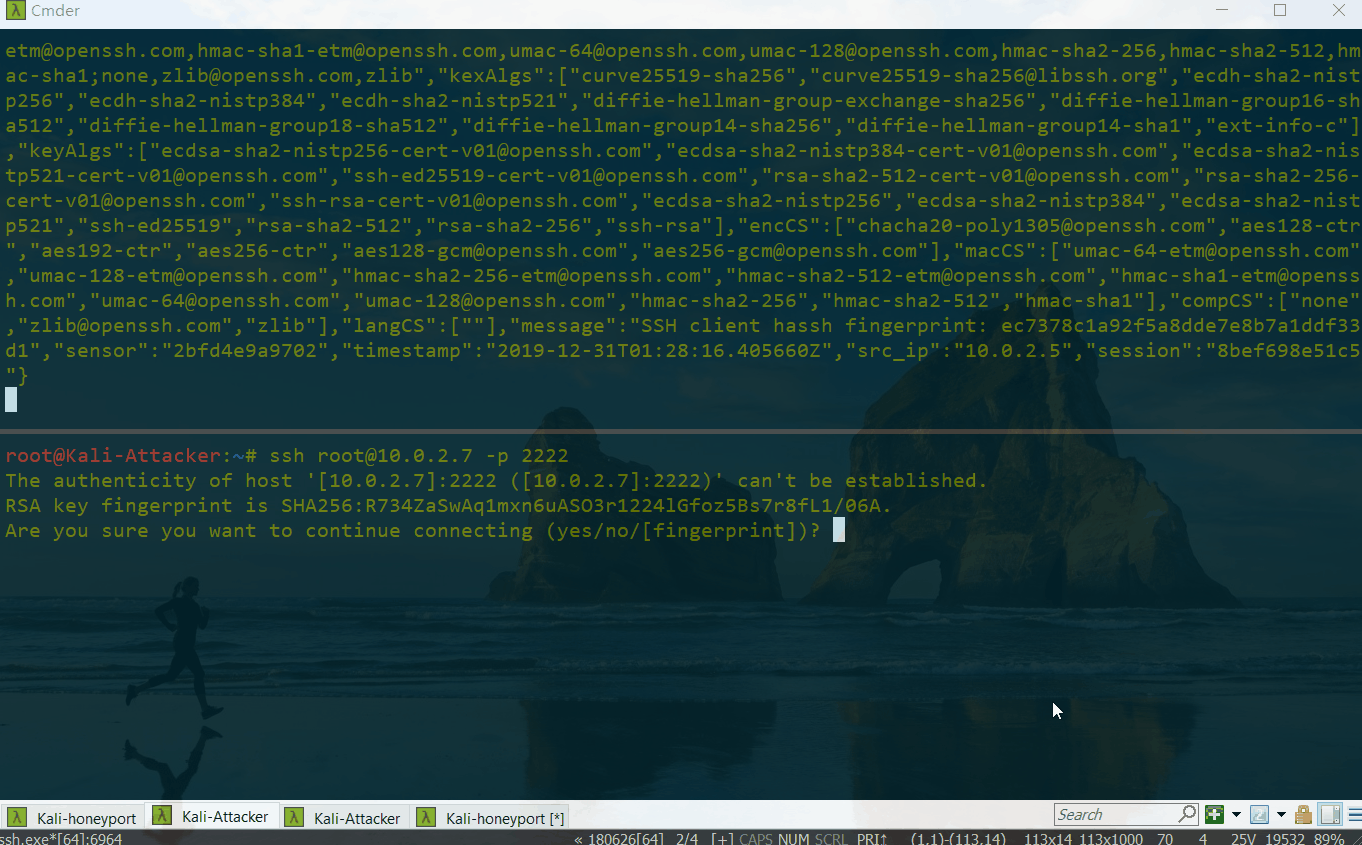 Cmder
etm@openssh.com,hmac-sha1-etm@openssh.com,umac-64@openssh.com,umac-128@openssh.com,hmac-sha2-256,hmac-sha2-512,hm
ac-sha1;none,zlib@openssh.com,zlib","kexAlgs":["curve25519-sha256","curve25519-sha256@libssh.org","ecdh-sha2-nist
p256","ecdh-sha2-nistp384","ecdh-sha2-nistp521","diffie-hellman-group-exchange-sha256","diffie-hellman-group16-sh
a512","diffie-hellman-group18-sha512","diffie-hellman-group14-sha256","diffie-hellman-group14-sha1","ext-info-c"]
,"keyAlgs":["ecdsa-sha2-nistp256-cert-v01@openssh.com","ecdsa-sha2-nistp384-cert-v01@openssh.com","ecdsa-sha2-nis
tp521-cert-v01@openssh.com","ssh-ed25519-cert-v01@openssh.com","rsa-sha2-512-cert-v01@openssh.com","rsa-sha2-256-
cert-v01@openssh.com","ssh-rsa-cert-v01@openssh.com","ecdsa-sha2-nistp256","ecdsa-sha2-nistp384","ecdsa-sha2-nist
p521","ssh-ed25519","rsa-sha2-512","rsa-sha2-256","ssh-rsa"],"encCS":["chacha20-poly1305@openssh.com","aes128-ctr
","aes192-ctr","aes256-ctr","aes128-gcm@openssh.com","aes256-gcm@openssh.com"],"macCS":["umac-64-etm@openssh.com"
,"umac-128-etm@openssh.com","hmac-sha2-256-etm@openssh.com","hmac-sha2-512-etm@openssh.com","hmac-sha1-etm@openss
h.com","umac-64@openssh.com","umac-128@openssh.com","hmac-sha2-256","hmac-sha2-512","hmac-sha1"],"compCS":["none"
,"zlib@openssh.com","zlib"],"langCS":[""],"message":"SSH client hassh fingerprint: ec7378c1a92f5a8dde7e8b7a1ddf33
d1","sensor":"2bfd4e9a9702","timestamp":"2019-12-31T01:28:16.405660Z","src_ip":"10.0.2.5","session":"8bef698e51c5
"}
root@Kali-Attacker:~# ssh root@10.0.2.7 -p 2222
The authenticity of host '[10.0.2.7]:2222 ([10.0.2.7]:2222)' can't be established.
RSA key fingerprint is SHA256:R734ZaSwAq1mxn6uASO3r1224lGfoz5Bs7r8fL1/06A.
Are you sure you want to continue connecting (yes/no/[fingerprint])?
Kali-honeyport Kali-Attacker Kali-Attacker Kali-honeyport [*] Search
ssh.exe*[64]:6964 « 180626[64] 2/4 [+] CAPS NUM SCRL PRI↕ (1,1)-(113,14) 113x14 113x1000 70 4 25V 19532 89%